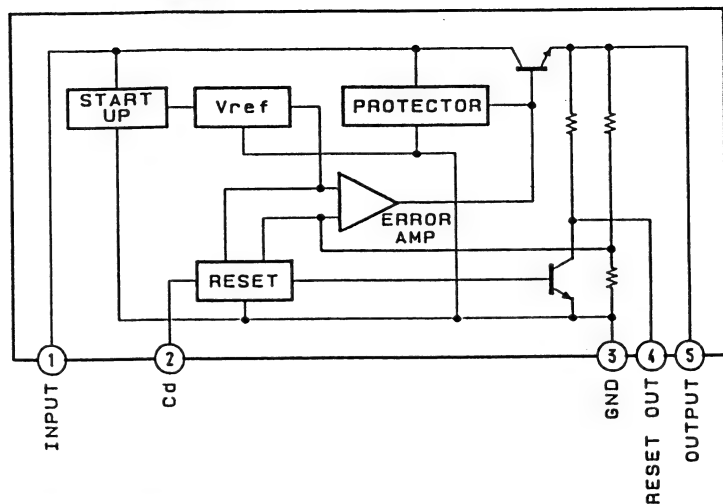 START
UP
Vref
PROTECTOR
ERROR
AMP
RESET
1
2
3
4
5
INPUT
Cd
GND
RESET OUT
OUTPUT